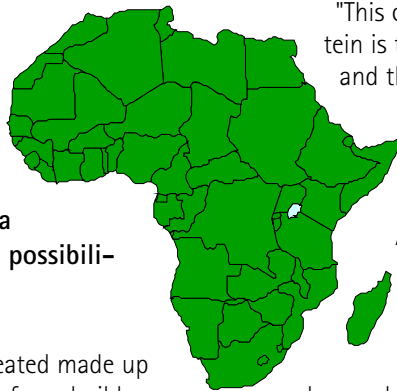 a
possibili–
eated made up
"This c
tein is t
and th